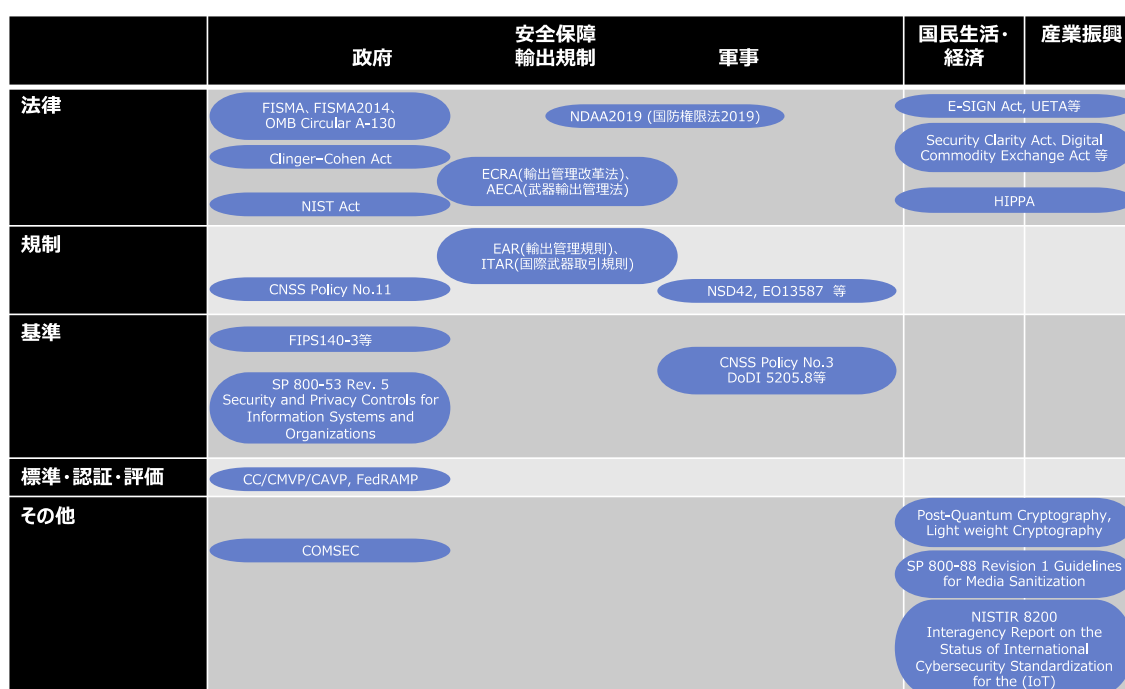 安全保障
輸出規制
政府
軍事
国民生活・
経済
産業振興
法律
FISMA、FISMA2014、
OMB Circular A-130
Clinger–Cohen Act
NIST Act
NDAA2019 (国防権限法2019)
ECRA(輸出管理改革法)、
AECA(武器輸出管理法)
E-SIGN Act, UETA等
Security Clarity Act、Digital
Commodity Exchange Act 等
HIPPA
規制
EAR(輸出管理規則)、
ITAR(国際武器取引規則)
CNSS Policy No.11
NSD42, EO13587 等
基準
FIPS140-3等
SP 800-53 Rev. 5
Security and Privacy Controls for
Information Systems and
Organizations
CNSS Policy No.3
DoDI 5205.8等
標準・認証・評価
CC/CMVP/CAVP, FedRAMP
その他
COMSEC
Post-Quantum Cryptography,
Light weight Cryptography
SP 800-88 Revision 1 Guidelines
for Media Sanitization
NISTIR 8200
Interagency Report on the
Status of International
Cybersecurity Standardization
for the (IoT)